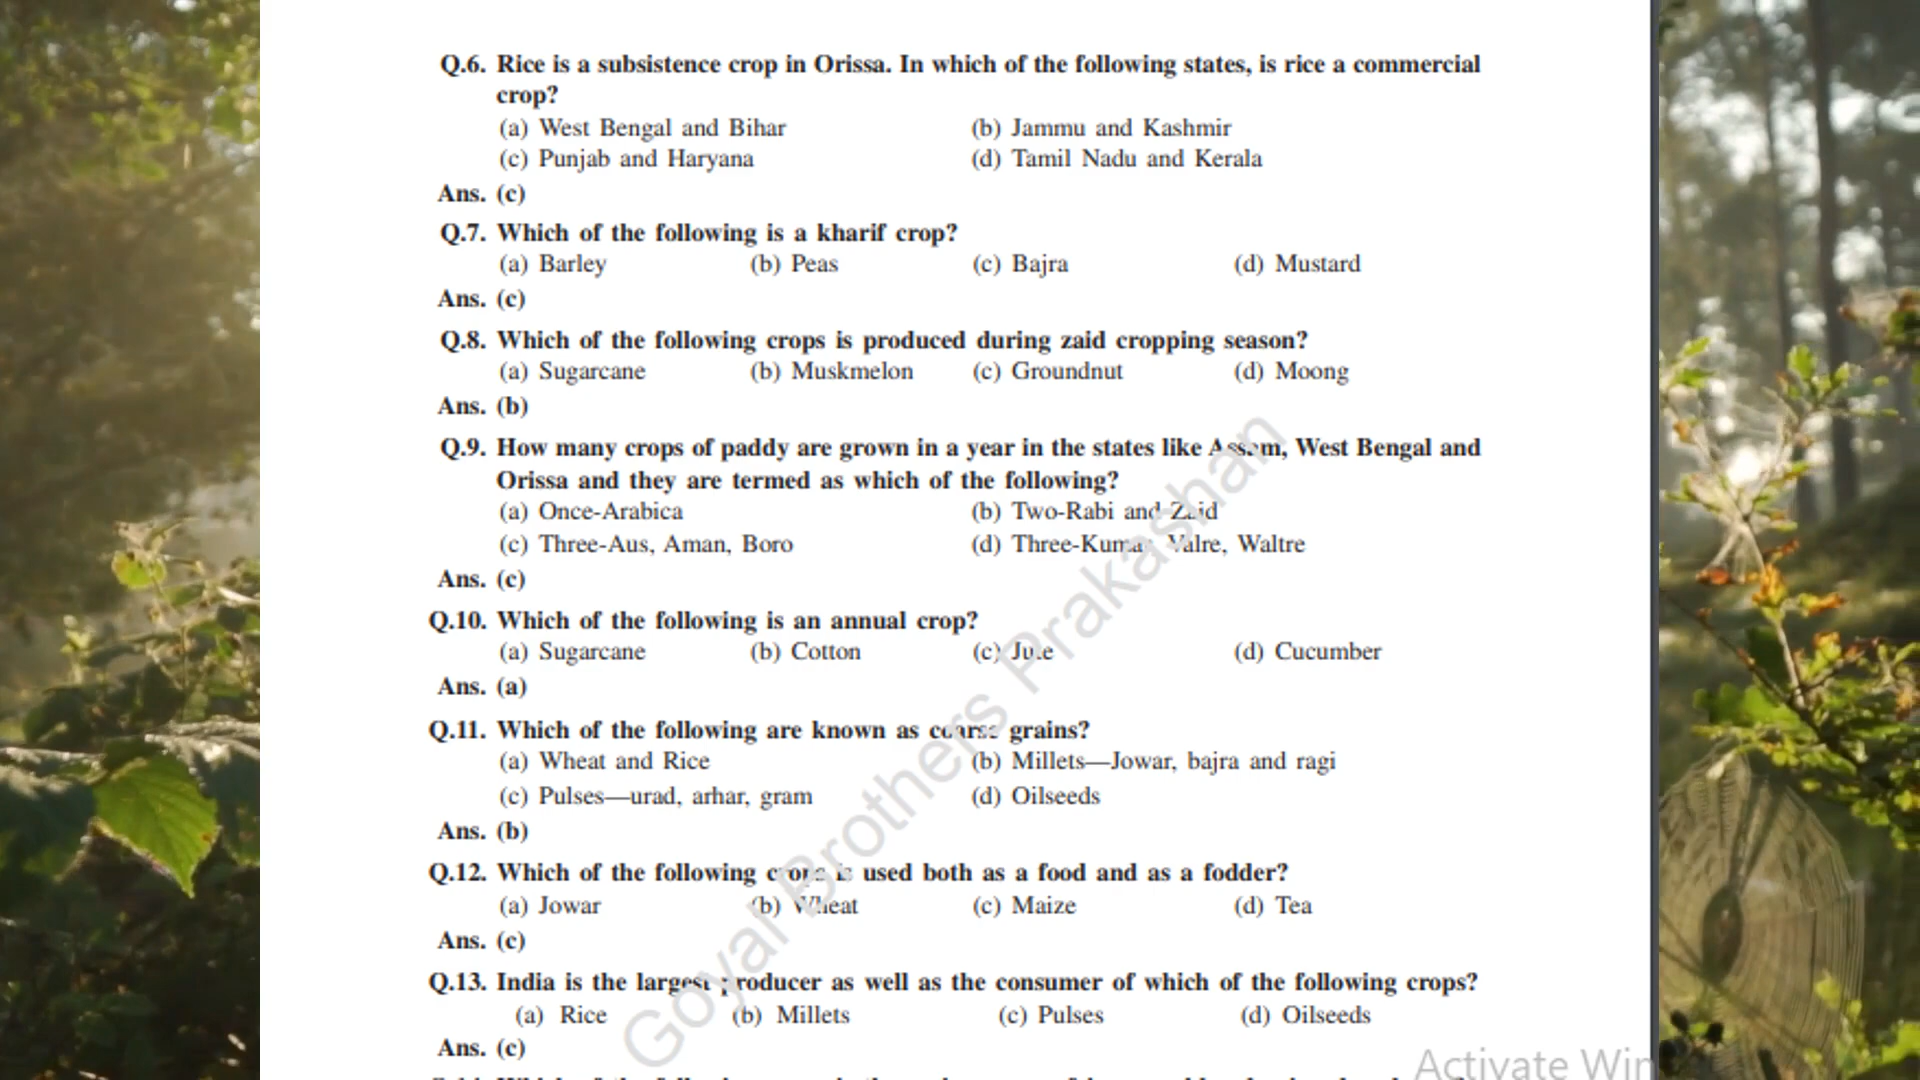 Q.6. Rice is a subsistence crop in Orissa. In which of the following states, is rice a commercial
crop?
(a) West Bengal and Bihar (b) Jammu and Kashmir
(c) Punjab and Haryana (d) Tamil Nadu and Kerala
Ans. (c)
Q.7. Which of the following is a kharif crop?
(a) Barley (b) Peas (c) Bajra (d) Mustard
Ans. (c)
Q.8. Which of the following crops is produced during zaid cropping season?
(a) Sugarcane (b) Muskmelon (c) Groundnut (d) Moong
Ans. (b)
Q.9. How many crops of paddy are grown in a year in the states like Assam, West Bengal and
Orissa and they are termed as which of the following?
(a) Once-Arabica (b) Two-Rabi and Zaid
(c) Three-Aus, Aman, Boro (d) Three-Kumar, Valre, Waltre
Ans. (c)
Q.10. Which of the following is an annual crop?
(a) Sugarcane (b) Cotton (c) Jute (d) Cucumber
Ans. (a)
Q.11. Which of the following are known as coarse grains?
(a) Wheat and Rice (b) Millets—Jowar, bajra and ragi
(c) Pulses—urad, arhar, gram (d) Oilseeds
Ans. (b)
Q.12. Which of the following crops is used both as a food and as a fodder?
(a) Jowar (b) Wheat (c) Maize (d) Tea
Ans. (c)
Q.13. India is the largest producer as well as the consumer of which of the following crops?
(a) Rice (b) Millets (c) Pulses (d) Oilseeds
Ans. (c)
Goyal Brothers Prakashan
Activate Win